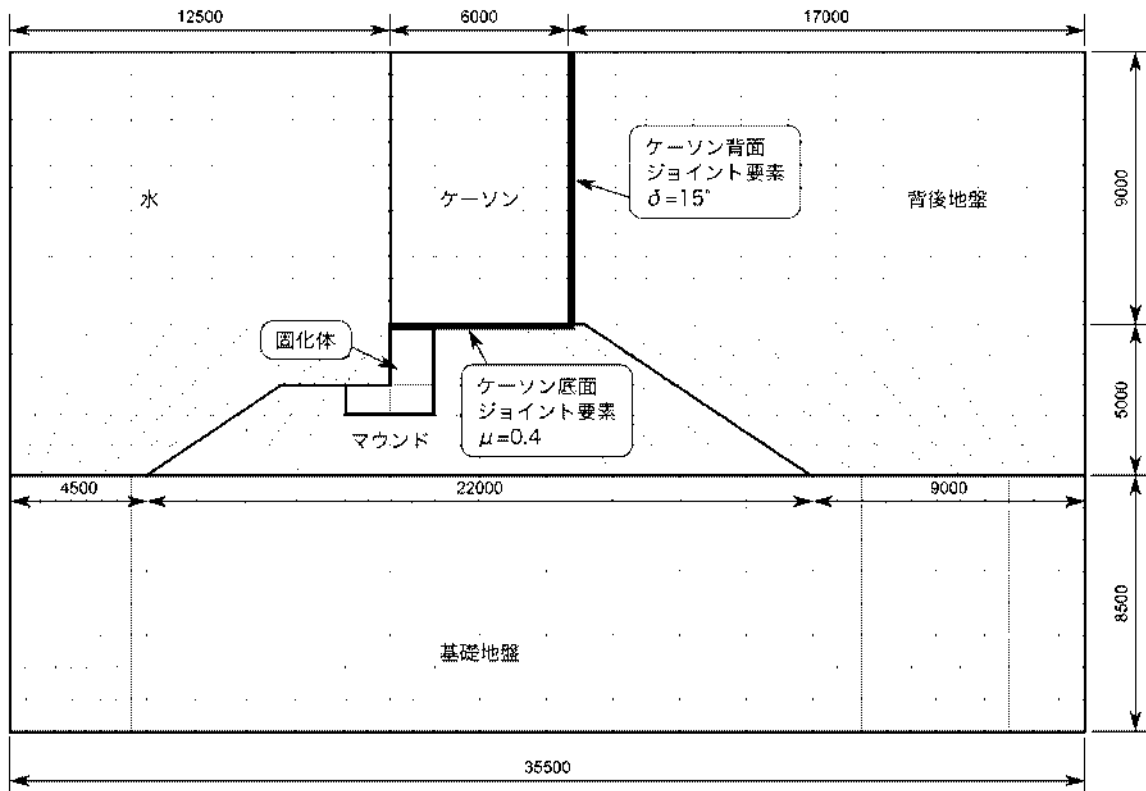 12500
6000
17000
水
ケーソン
ケーソン背面
ジョイント要素
δ=15°
背後地盤
9000
固化体
ケーソン底面
ジョイント要素
μ=0.4
マウンド
5000
4500
22000
9000
基礎地盤
8500
35500